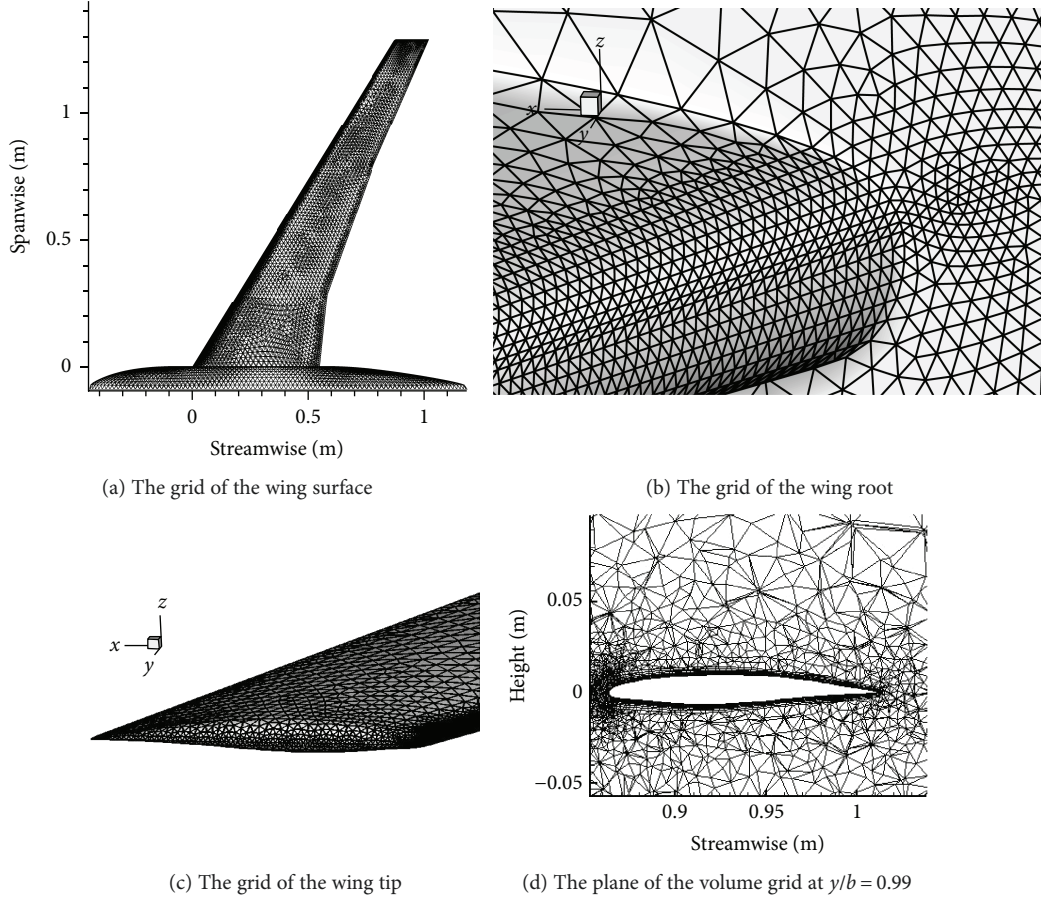 1
0.5
0
Spanwise (m)
0
0.5
1
Streamwise (m)
(a) The grid of the wing surface
z
x
y
(b) The grid of the wing root
z
x
y
(c) The grid of the wing tip
0.05
0
−0.05
Height (m)
0.9
0.95
1
Streamwise (m)
(d) The plane of the volume grid at y/b = 0.99